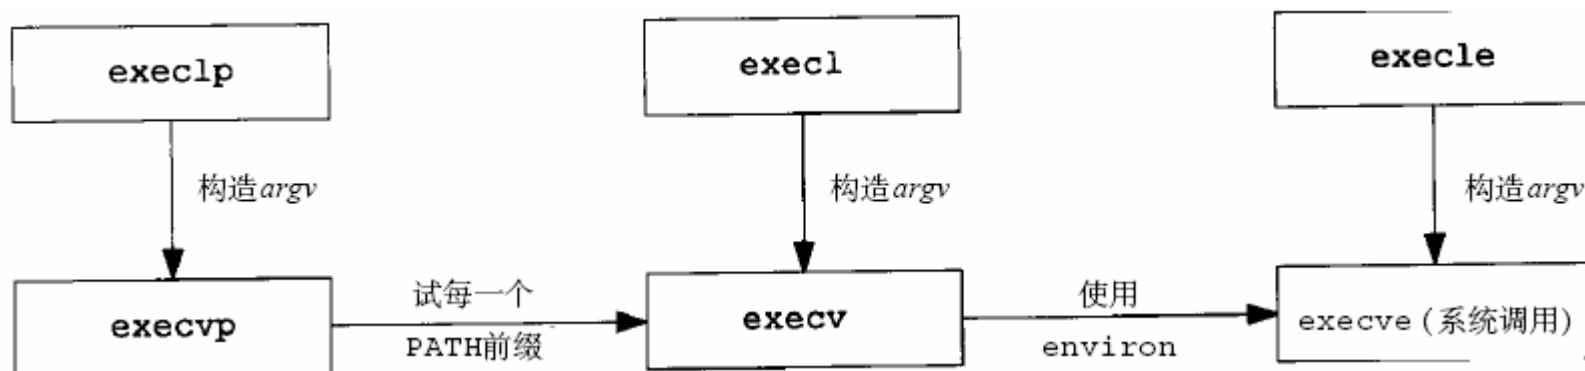 execlp
execl
execle
构造argv
构造argv
构造argv
execvp
试每一个
PATH前缀
execv
使用
environ
execve(系统调用)